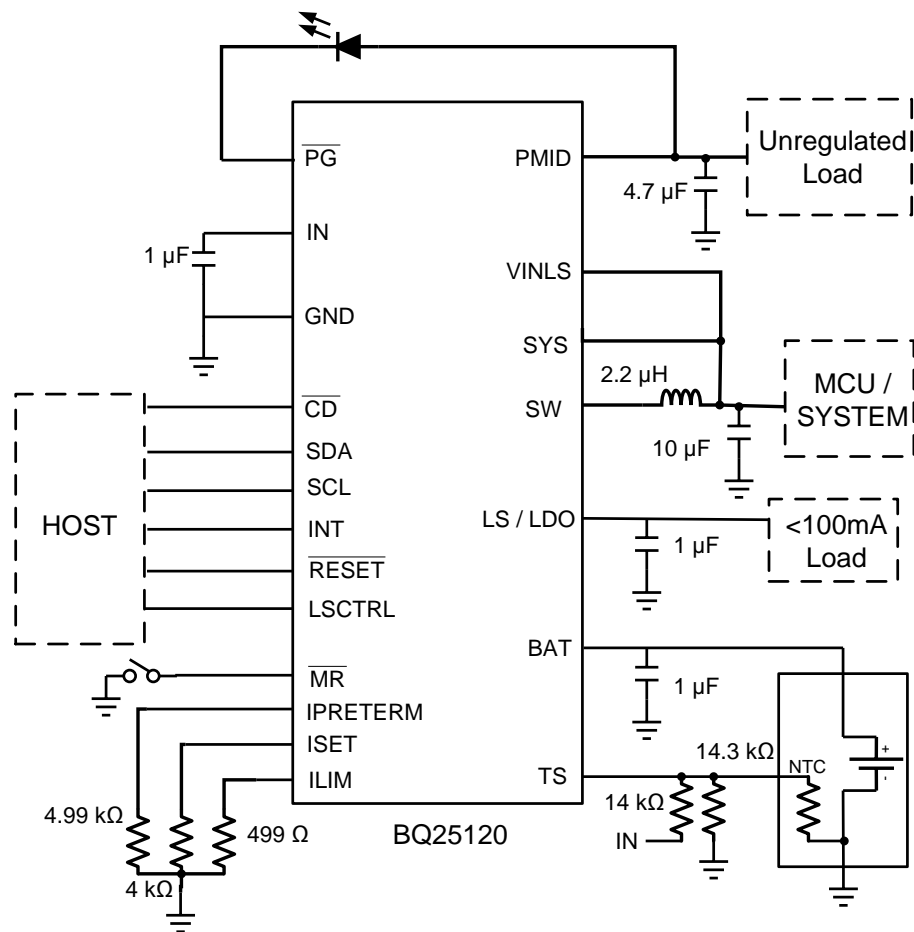 PG
PMID
Unregulated
Load
4.7 µF
IN
1 µF
VINLS
GND
SYS
2.2 µH
MCU /
SYSTEM
CD
SW
SDA
10 µF
SCL
HOST
INT
LS / LDO
<100mA
Load
1 µF
RESET
LSCTRL
BAT
MR
1 µF
IPRETERM
ISET
14.3 kΩ
+
-
NTC
ILIM
TS
4.99 kΩ
499 Ω
14 kΩ
IN
BQ25120
4 kΩ